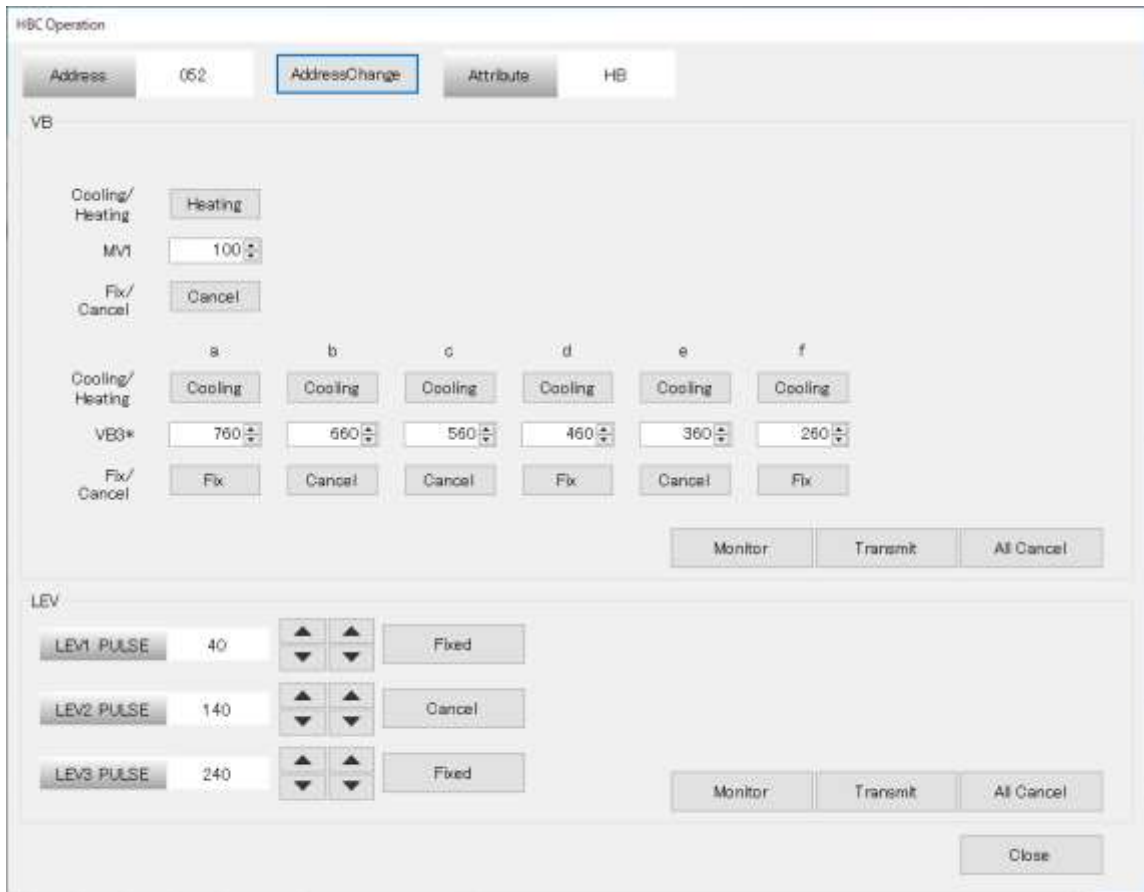 HBC Operation
Address 052 AddressChange Attribute HB
VB
Cooling/
Heating Heating
MV1 100
Fix/
Cancel Cancel
a b c d e f
Cooling/
Heating Cooling Cooling Cooling Cooling Cooling Cooling
VB3* 760 660 560 460 360 260
Fix/
Cancel Fix Cancel Cancel Fix Cancel Fix
Monitor Transmit All Cancel
LEV
LEV1 PULSE 40 Fixed
LEV2 PULSE 140 Cancel
LEV3 PULSE 240 Fixed
Monitor Transmit All Cancel
Close